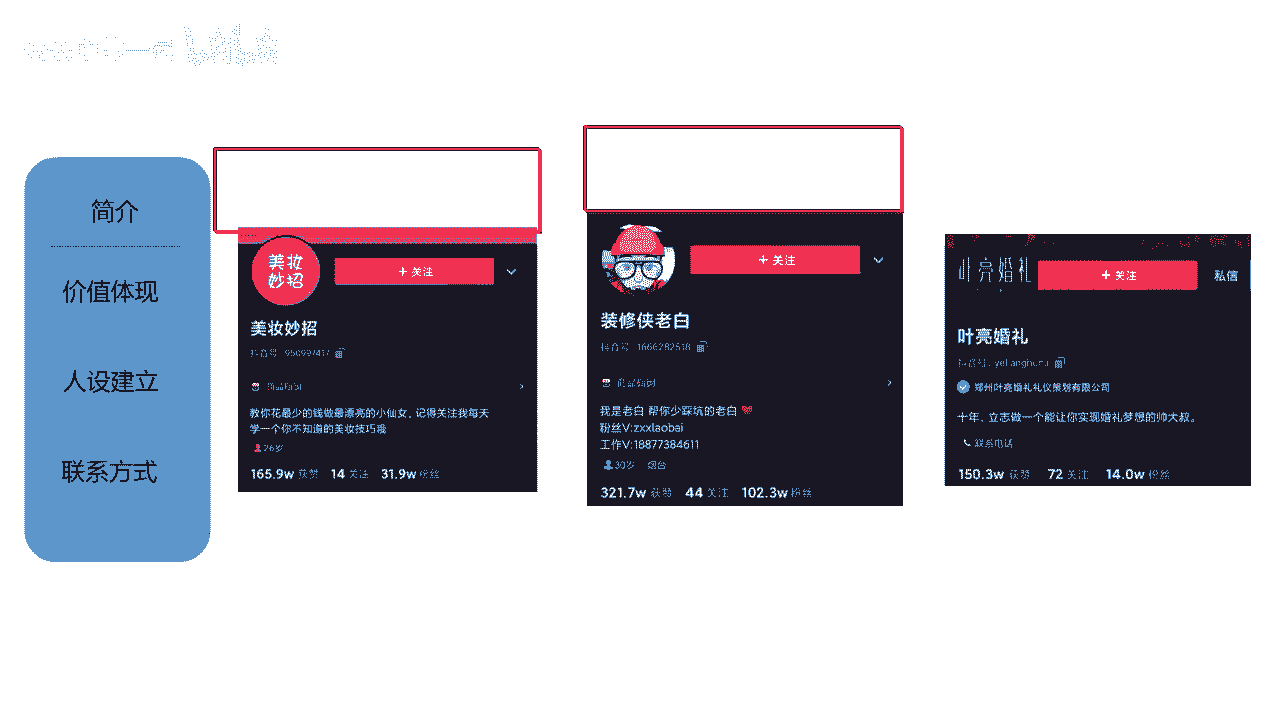 简介
价值体现
人设建立
联系方式
美妆
妙招
+ 关注
美妆妙招
抖音号: 950997417
商品橱窗
教你花最少的钱做最漂亮的小仙女，记得关注我每天
学一个你不知道的美妆技巧哦
26岁
165.9w 获赞 14 关注 31.9w 粉丝
+ 关注
装修侠老白
抖音号: 1666282518
商品橱窗
我是老白 帮你少踩坑的老白
粉丝V:zxxlaobai
工作V:18877384611
30岁 烟台
321.7w 获赞 44 关注 102.3w 粉丝
叶亮婚礼
+ 关注
私信
叶亮婚礼
抖音号:
郑州叶亮婚礼礼仪策划有限公司
十年，立志做一个能让你实现婚礼梦想的帅大叔。
联系电话
150.3w 获赞 72 关注 14.0w 粉丝